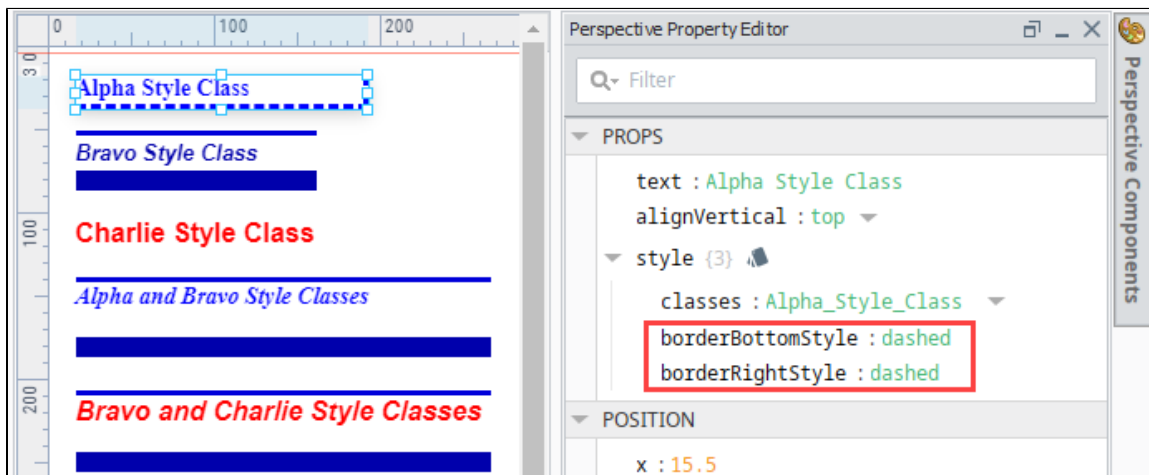 0 100 200
3 0
Alpha Style Class
Bravo Style Class
100
Charlie Style Class
Alpha and Bravo Style Classes
200
Bravo and Charlie Style Classes
Perspective Property Editor
Filter
PROPS
text : Alpha Style Class
alignVertical : top
style {3}
classes : Alpha_Style_Class
borderBottomStyle : dashed
borderRightStyle : dashed
POSITION
x : 15.5
Perspective Components